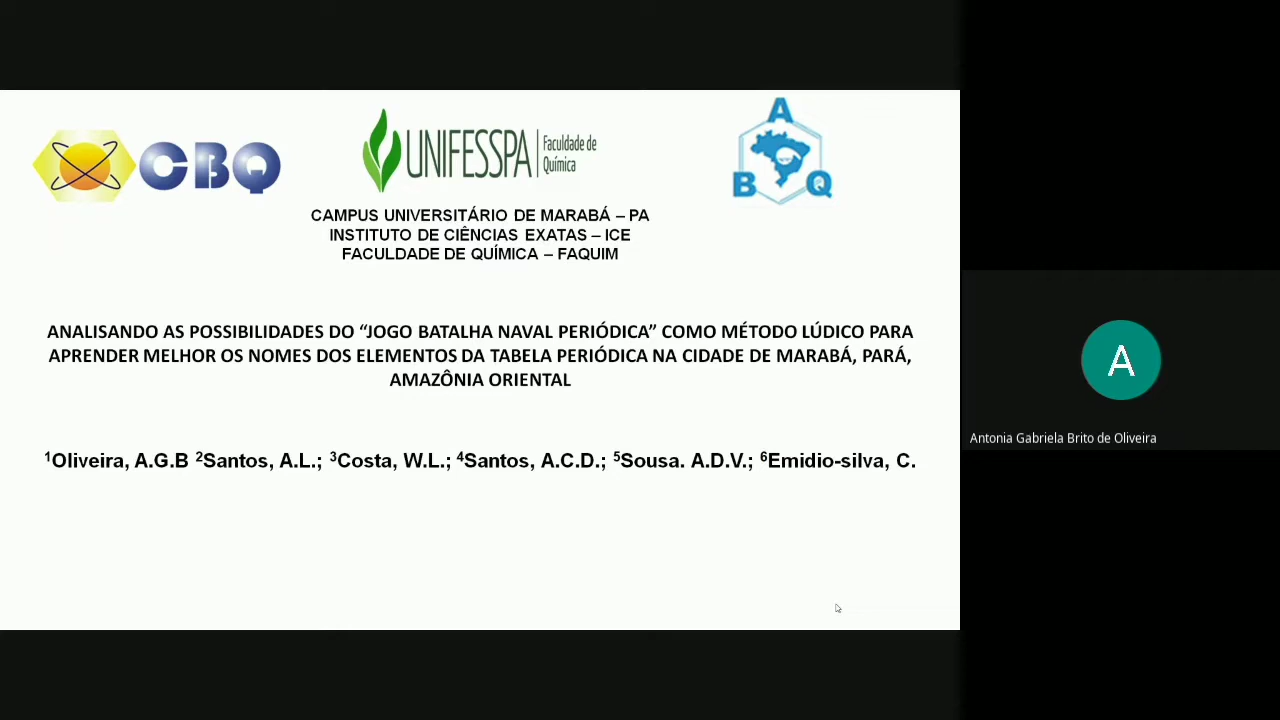 CBQ
UNIFESSPA
Faculdade de
Química
A
B Q
CAMPUS UNIVERSITÁRIO DE MARABÁ – PA
INSTITUTO DE CIÊNCIAS EXATAS – ICE
FACULDADE DE QUÍMICA – FAQUIM
ANALISANDO AS POSSIBILIDADES DO “JOGO BATALHA NAVAL PERIÓDICA” COMO MÉTODO LÚDICO PARA
APRENDER MELHOR OS NOMES DOS ELEMENTOS DA TABELA PERIÓDICA NA CIDADE DE MARABÁ, PARÁ,
AMAZÔNIA ORIENTAL
¹Oliveira, A.G.B ²Santos, A.L.; ³Costa, W.L.; ⁴Santos, A.C.D.; ⁵Sousa. A.D.V.; ⁶Emidio-silva, C.
A
Antonia Gabriela Brito de Oliveira